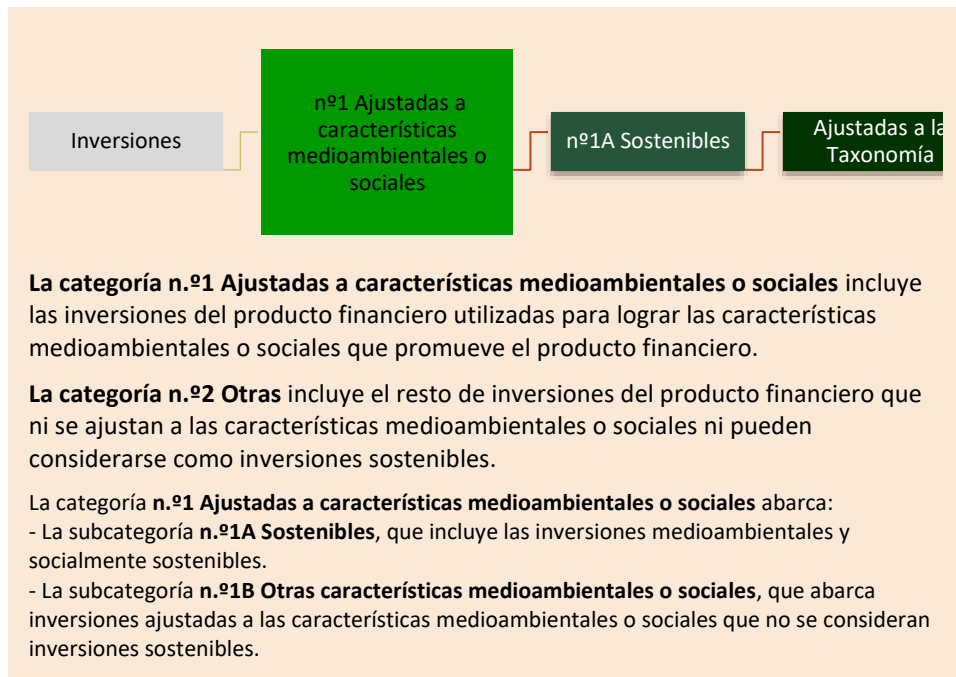 Inversiones
nº1 Ajustadas a
características
medioambientales o
sociales
nº1A Sostenibles
Ajustadas a la
Taxonomía
La categoría n.º1 Ajustadas a características medioambientales o sociales incluye
las inversiones del producto financiero utilizadas para lograr las características
medioambientales o sociales que promueve el producto financiero.
La categoría n.º2 Otras incluye el resto de inversiones del producto financiero que
ni se ajustan a las características medioambientales o sociales ni pueden
considerarse como inversiones sostenibles.
La categoría n.º1 Ajustadas a características medioambientales o sociales abarca:
- La subcategoría n.º1A Sostenibles, que incluye las inversiones medioambientales y
socialmente sostenibles.
- La subcategoría n.º1B Otras características medioambientales o sociales, que abarca
inversiones ajustadas a las características medioambientales o sociales que no se consideran
inversiones sostenibles.